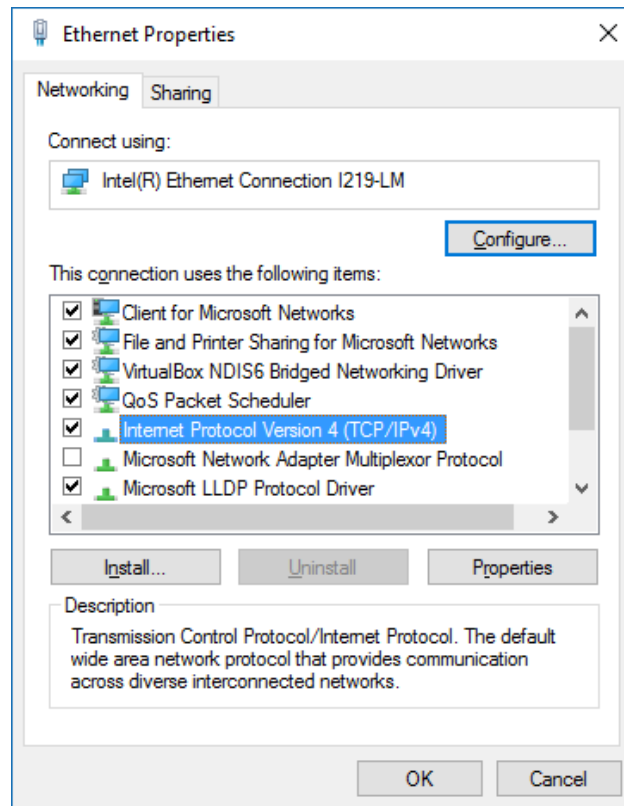 Ethernet Properties
Networking
Sharing
Connect using:
Intel(R) Ethernet Connection I219-LM
Configure...
This connection uses the following items:
Client for Microsoft Networks
File and Printer Sharing for Microsoft Networks
VirtualBox NDIS6 Bridged Networking Driver
QoS Packet Scheduler
Internet Protocol Version 4 (TCP/IPv4)
Microsoft Network Adapter Multiplexor Protocol
Microsoft LLDP Protocol Driver
Install...
Uninstall
Properties
Description
Transmission Control Protocol/Internet Protocol. The default
wide area network protocol that provides communication
across diverse interconnected networks.
OK
Cancel